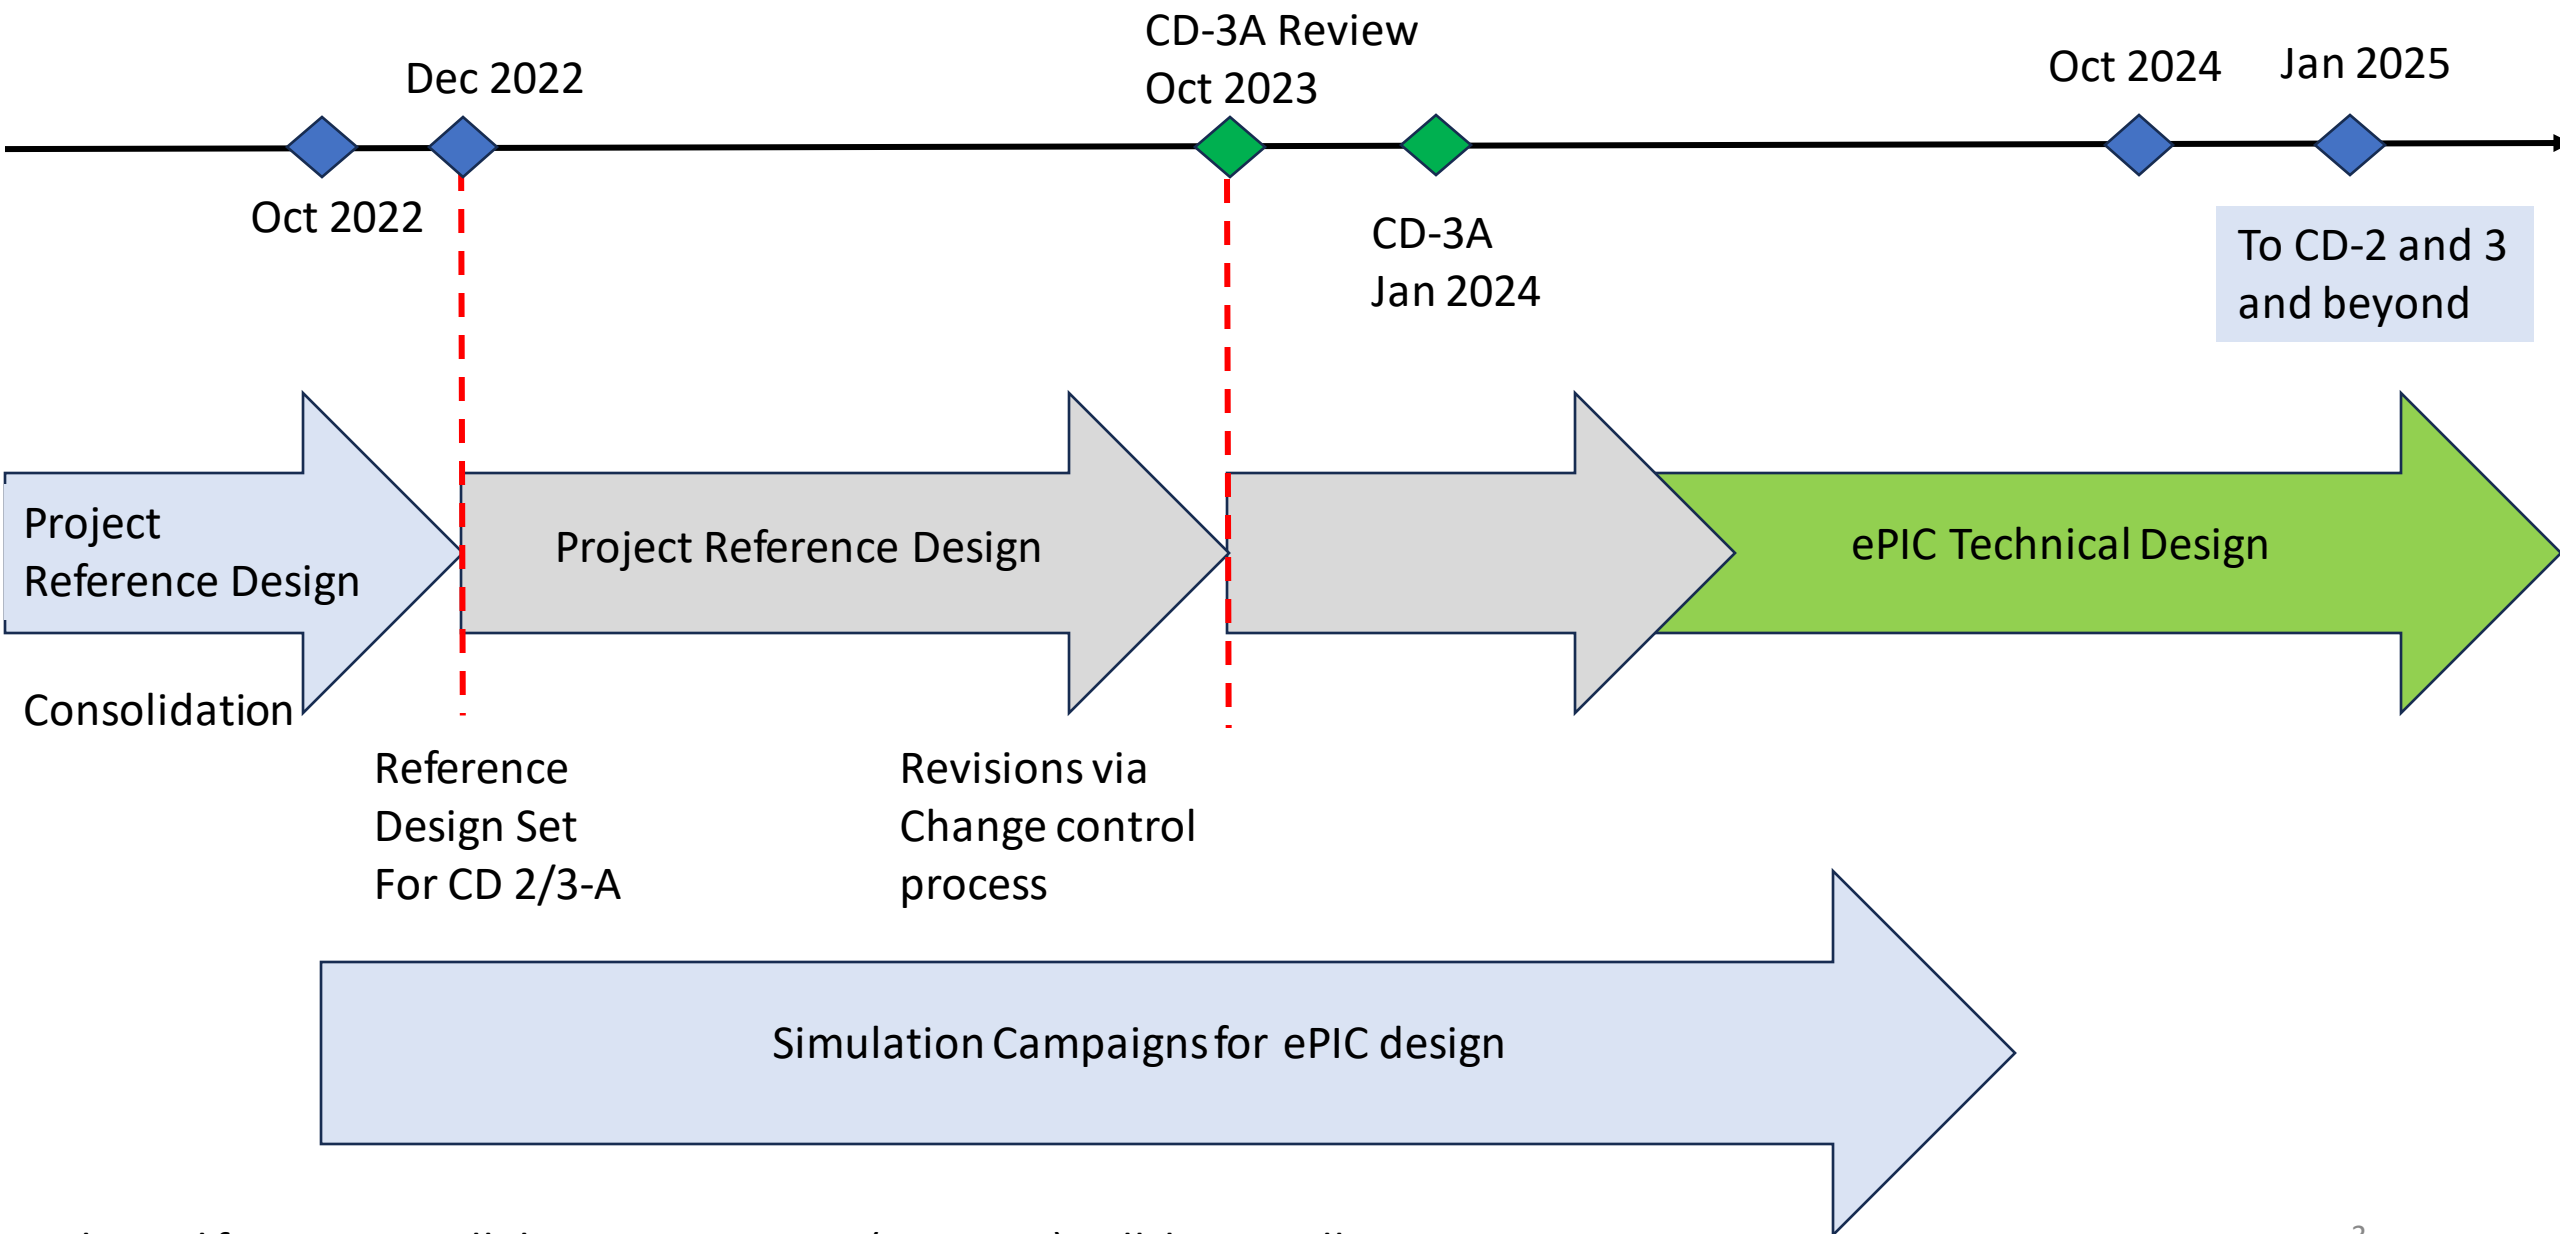 CD-3A Review
Oct 2023
Dec 2022
Oct 2024
Jan 2025
Oct 2022
CD-3A
Jan 2024
To CD-2 and 3
and beyond
Project
Reference Design
Project Reference Design
ePIC Technical Design
Consolidation
Reference
Design Set
For CD 2/3-A
Revisions via
Change control
process
Simulation Campaigns for ePIC design